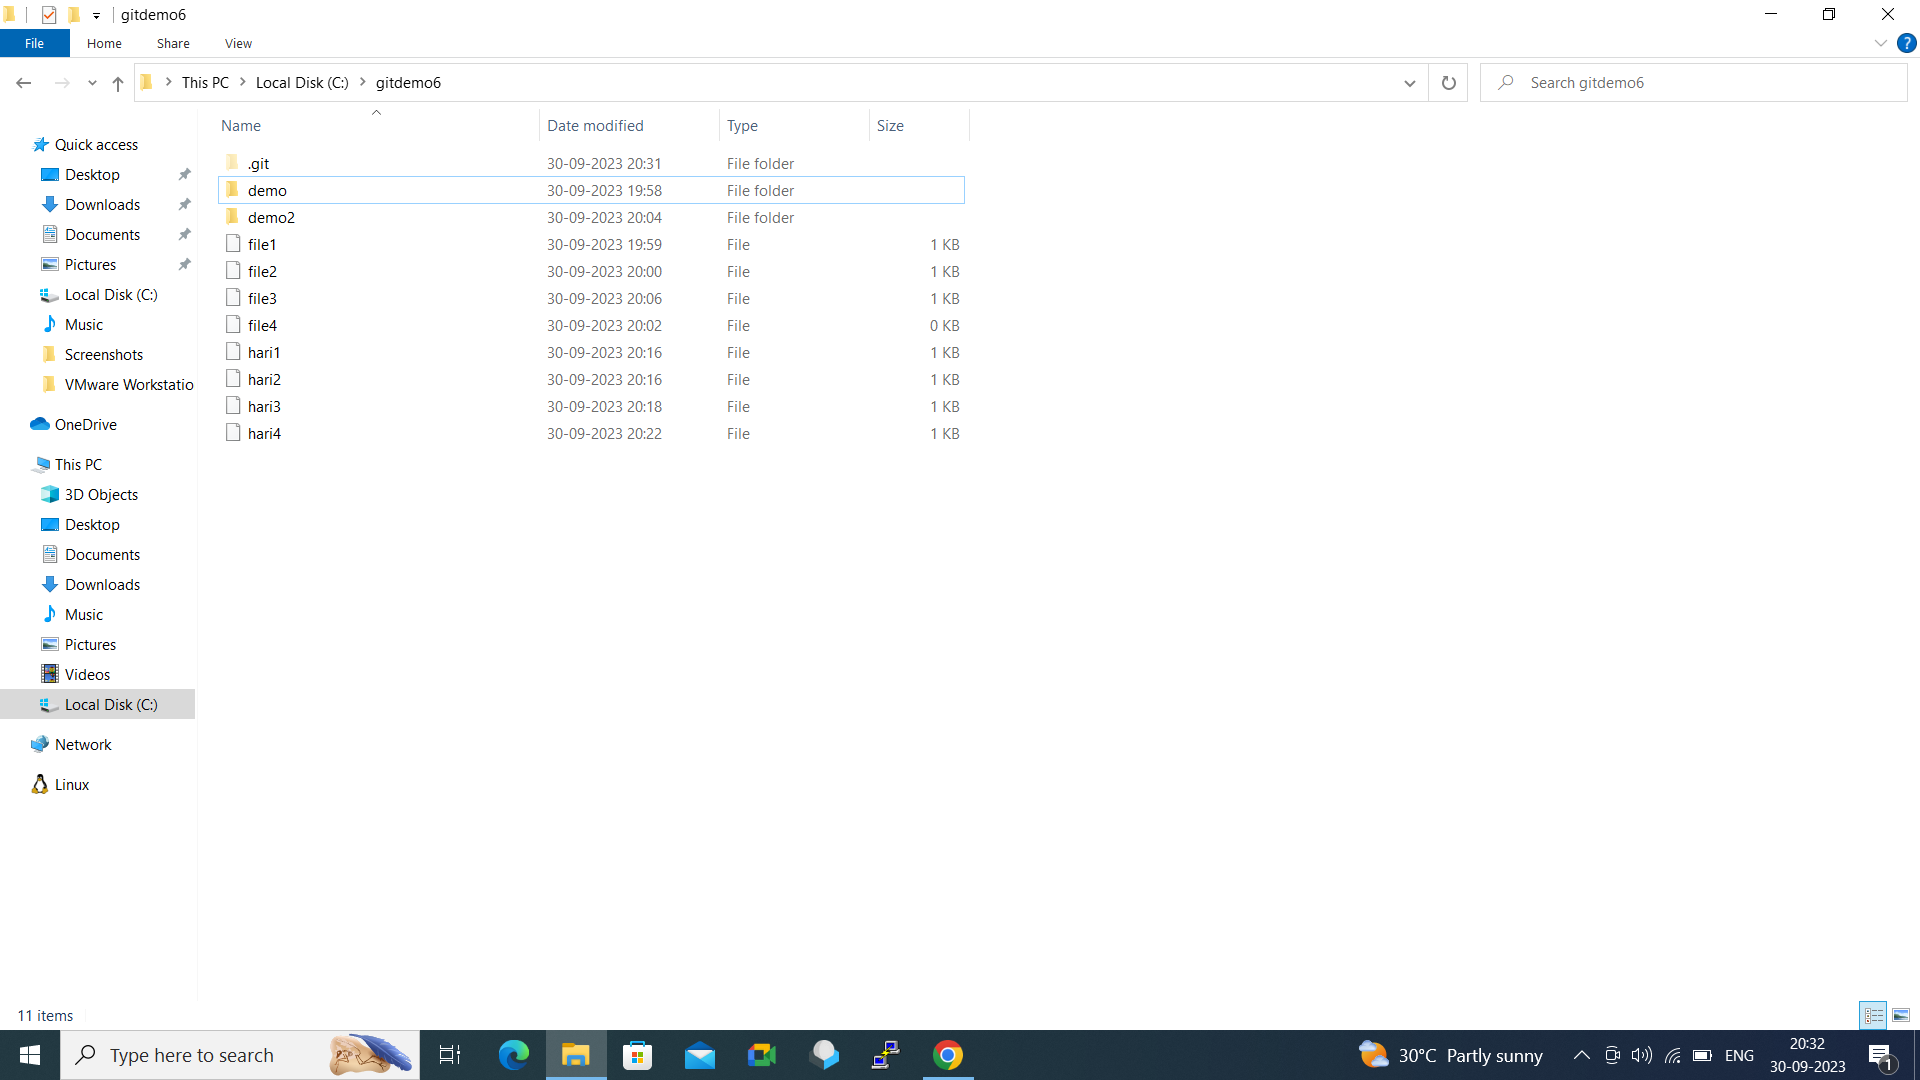 gitdemo6
File Home Share View
This PC Local Disk (C:) gitdemo6
Search gitdemo6
Name Date modified Type Size
Quick access
Desktop
Downloads
Documents
Pictures
Local Disk (C:)
Music
Screenshots
VMware Workstatio
OneDrive
This PC
3D Objects
Desktop
Documents
Downloads
Music
Pictures
Videos
Local Disk (C:)
Network
Linux
.git 30-09-2023 20:31 File folder
demo 30-09-2023 19:58 File folder
demo2 30-09-2023 20:04 File folder
file1 30-09-2023 19:59 File 1 KB
file2 30-09-2023 20:00 File 1 KB
file3 30-09-2023 20:06 File 1 KB
file4 30-09-2023 20:02 File 0 KB
hari1 30-09-2023 20:16 File 1 KB
hari2 30-09-2023 20:16 File 1 KB
hari3 30-09-2023 20:18 File 1 KB
hari4 30-09-2023 20:22 File 1 KB
11 items
Type here to search
30°C Partly sunny
ENG
20:32
30-09-2023
1